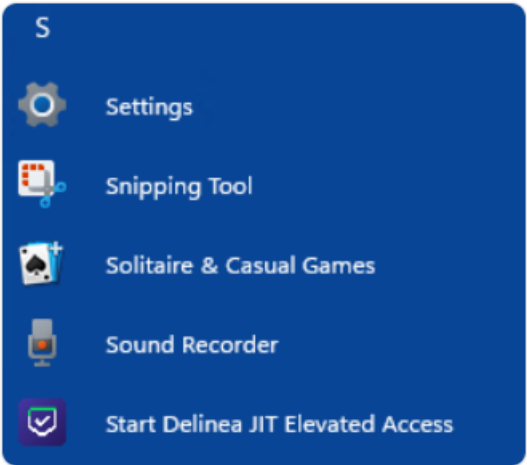 S
Settings
Snipping Tool
Solitaire & Casual Games
Sound Recorder
Start Delinea JIT Elevated Access